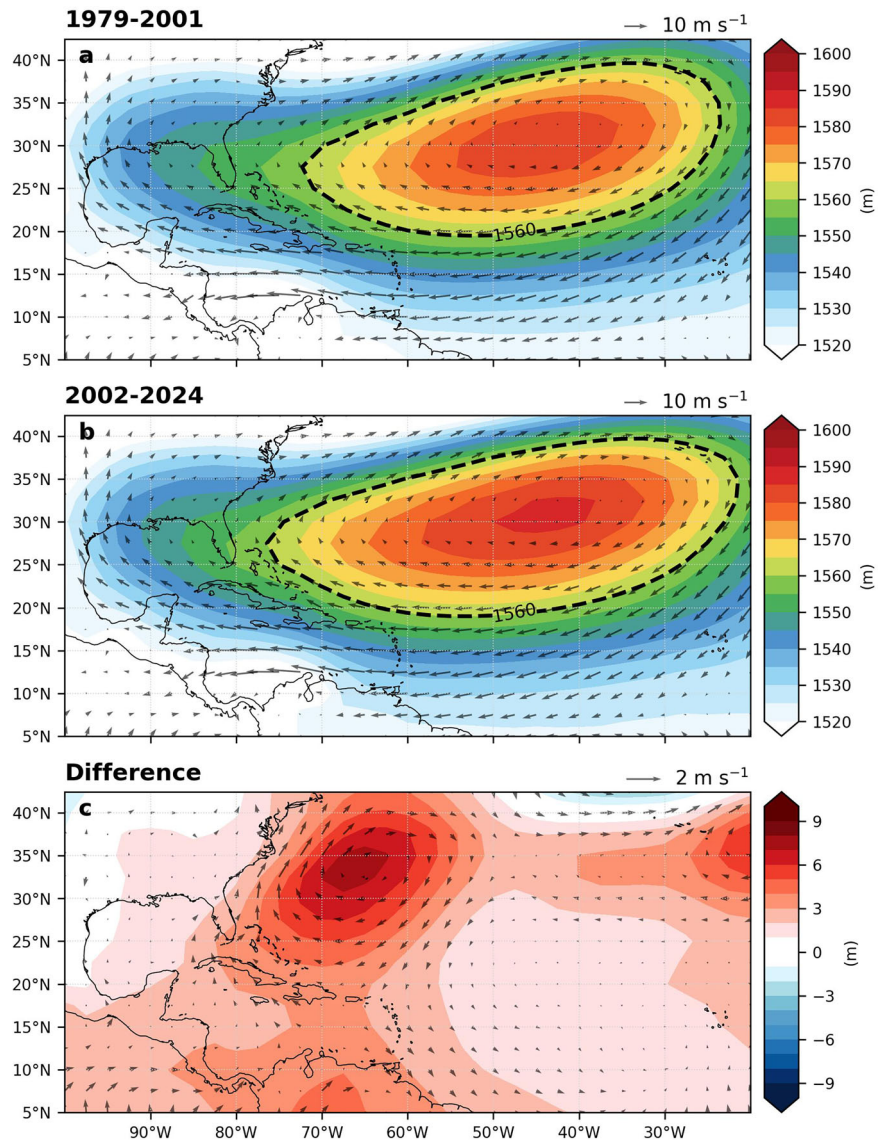 1979-2001
10 m s⁻¹
a
40°N
35°N
30°N
25°N
20°N
15°N
10°N
5°N
1560
1600
1590
1580
1570
1560
1550
1540
1530
1520
(m)
2002-2024
10 m s⁻¹
b
40°N
35°N
30°N
25°N
20°N
15°N
10°N
5°N
1560
1600
1590
1580
1570
1560
1550
1540
1530
1520
(m)
Difference
2 m s⁻¹
c
40°N
35°N
30°N
25°N
20°N
15°N
10°N
5°N
90°W
80°W
70°W
60°W
50°W
40°W
30°W
9
6
3
0
−3
−6
−9
(m)